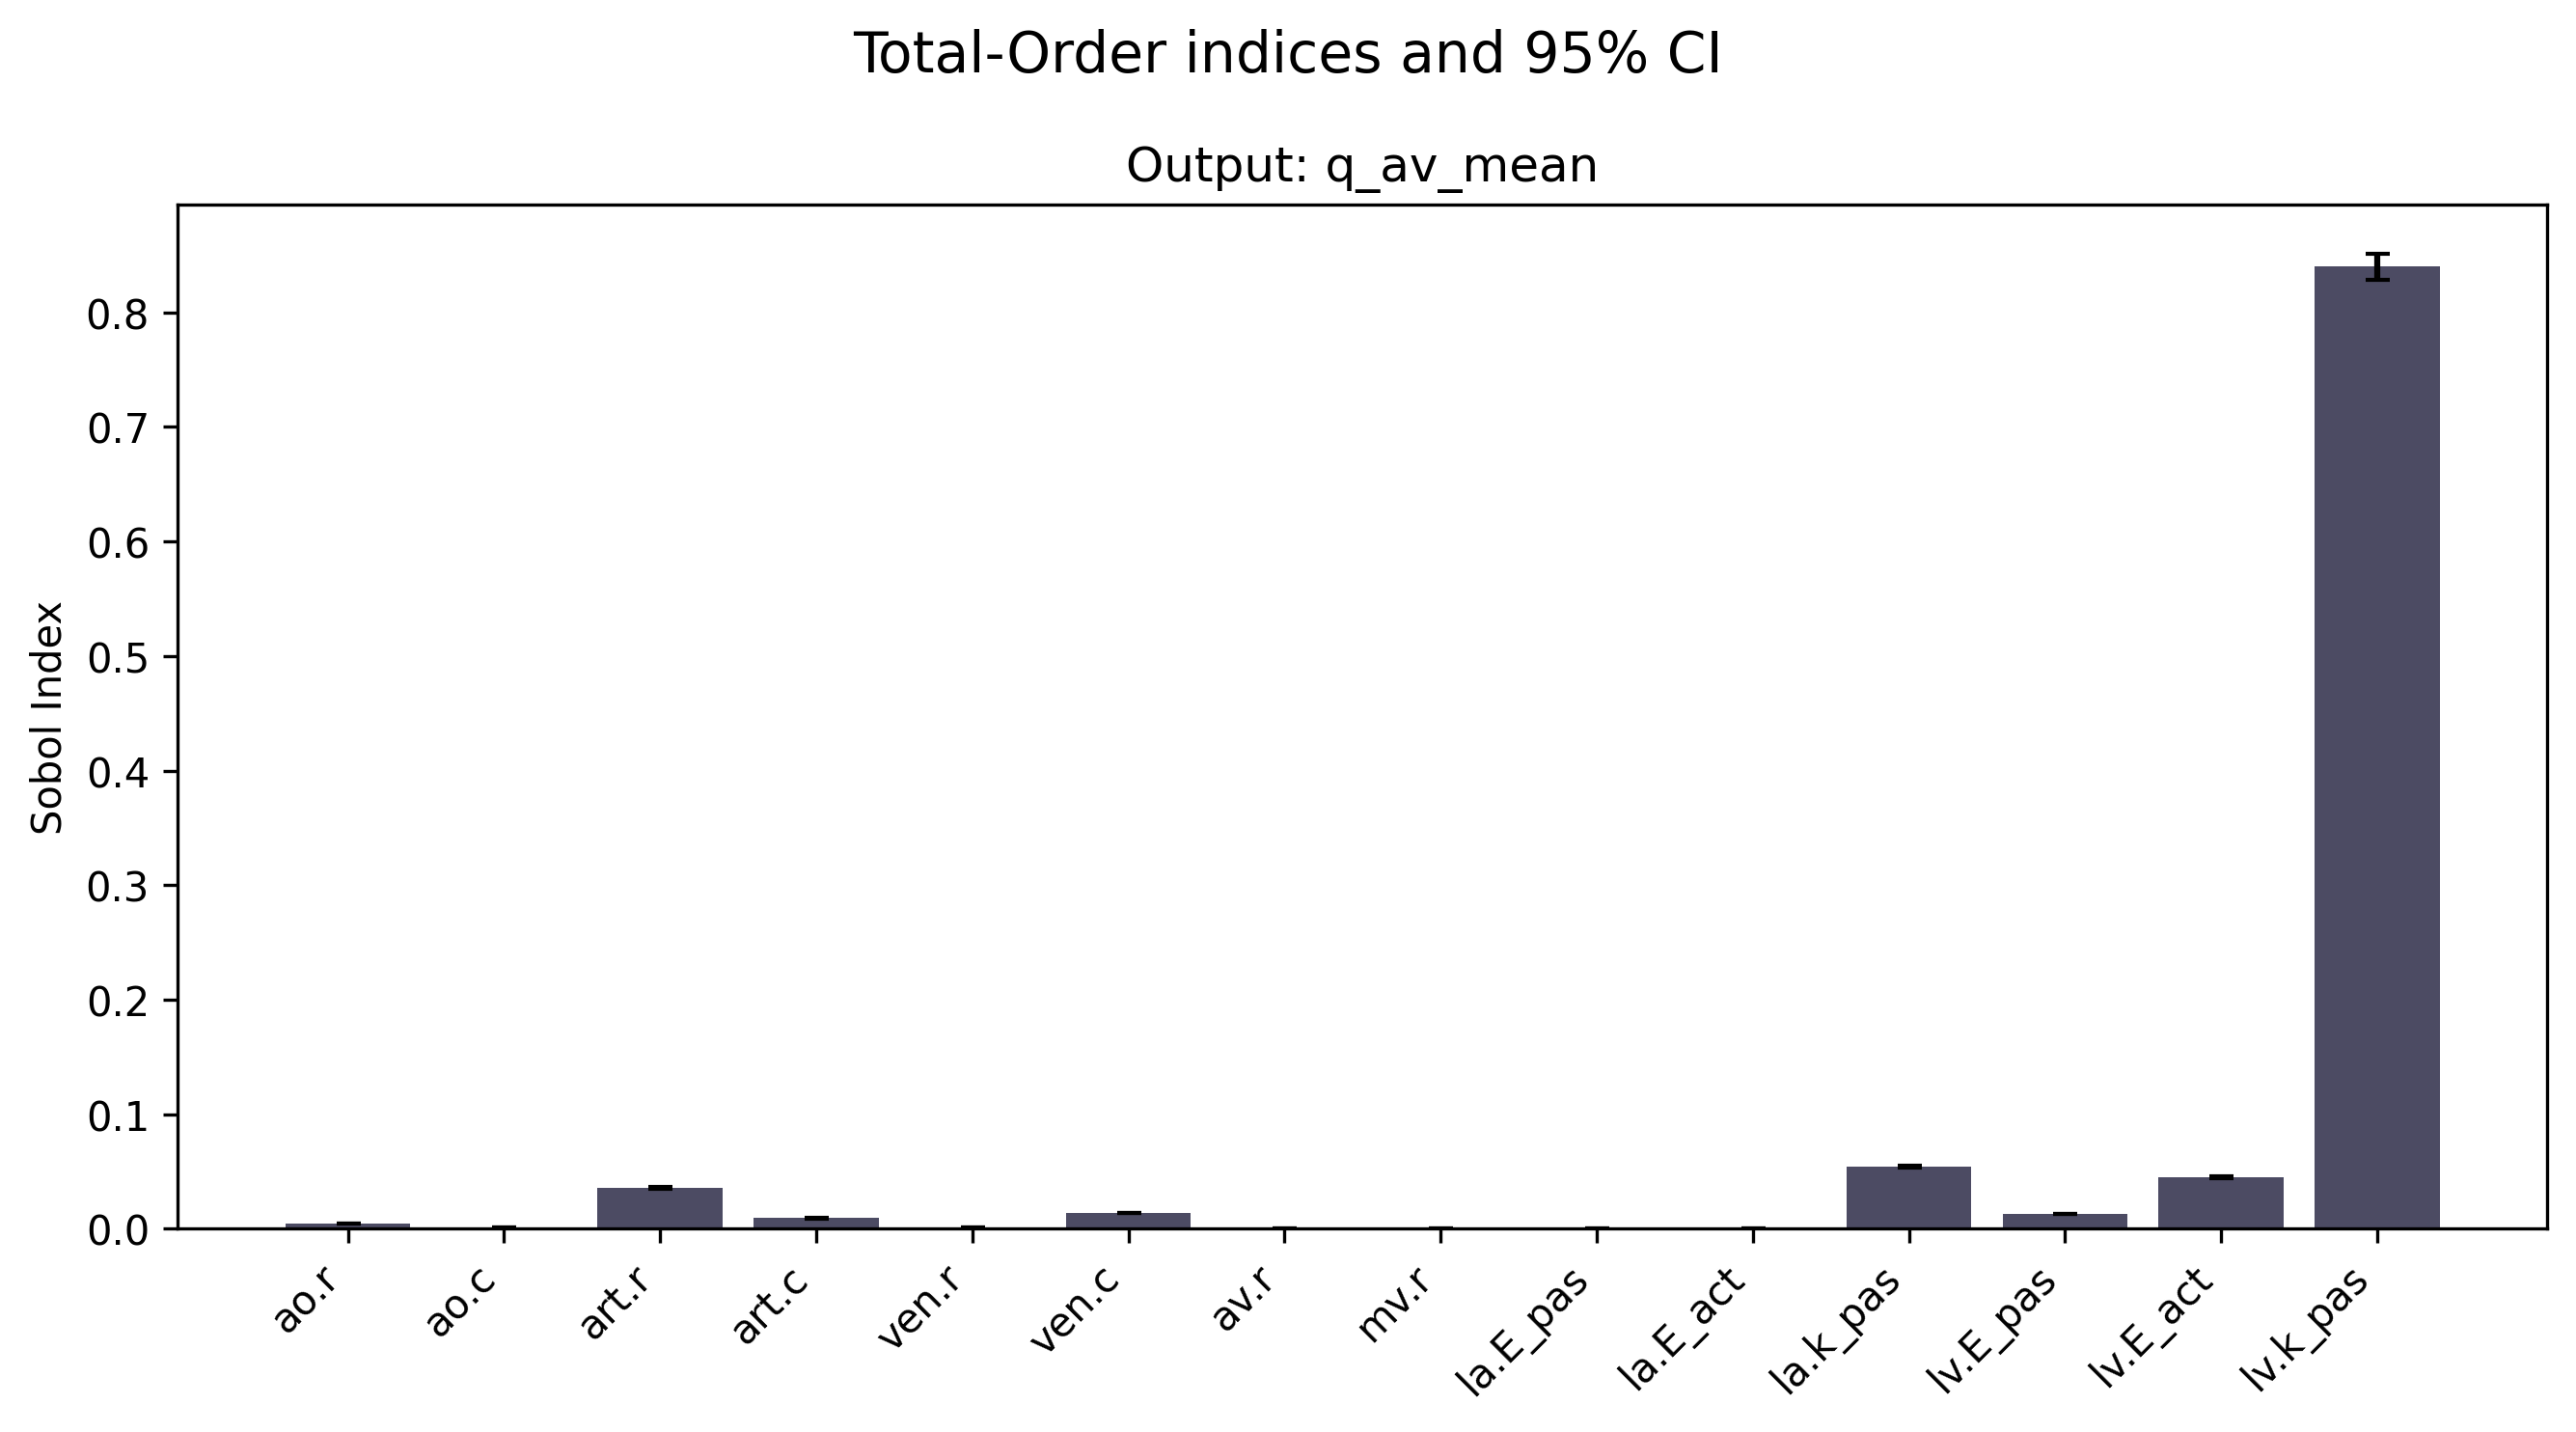 Total-Order indices and 95% CI
Output: q_av_mean
Sobol Index
0.8
0.7
0.6
0.5
0.4
0.3
0.2
0.1
0.0
ao.r
ao.c
art.r
art.c
ven.r
ven.c
av.r
mv.r
la.E_pas
la.E_act
la.k_pas
lv.E_pas
lv.E_act
lv.k_pas